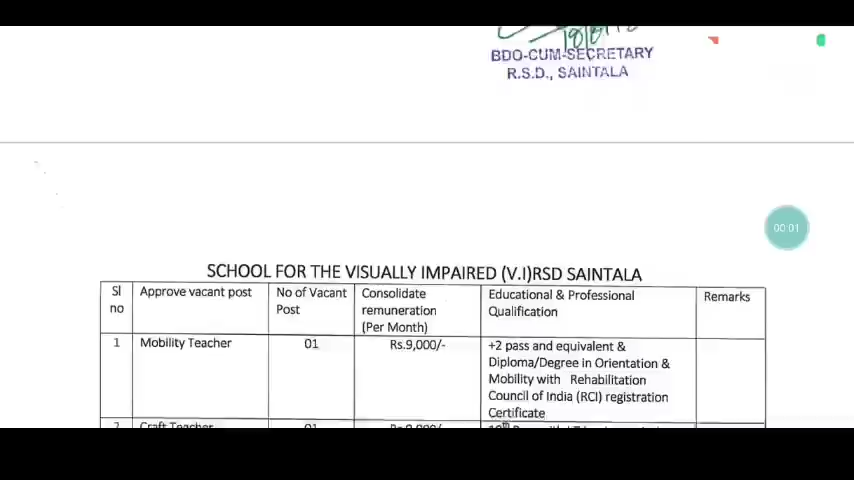 BDO-CUM-SECRETARY
R.S.D., SAINTALA
00:01
SCHOOL FOR THE VISUALLY IMPAIRED (V.I)RSD SAINTALA
Sl no | Approve vacant post | No of Vacant Post | Consolidate remuneration (Per Month) | Educational & Professional Qualification | Remarks
1 | Mobility Teacher | 01 | Rs.9,000/- | +2 pass and equivalent & Diploma/Degree in Orientation & Mobility with Rehabilitation Council of India (RCI) registration Certificate
2 | Craft Teacher | 01